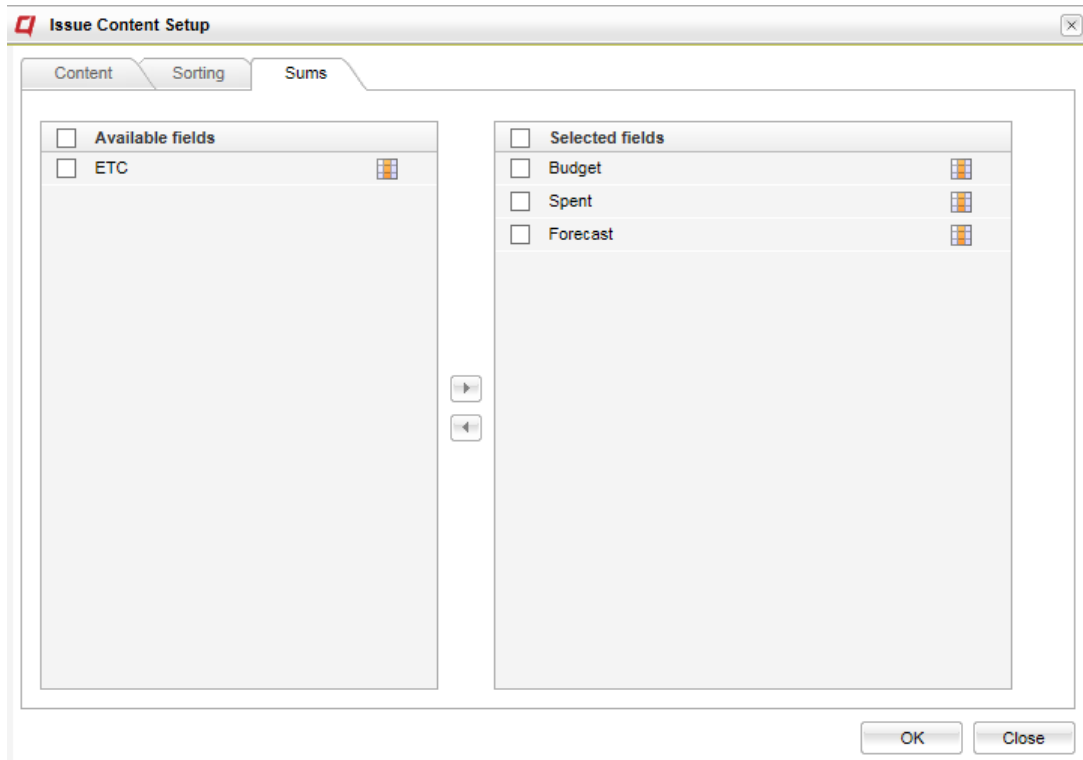 Issue Content Setup
Content Sorting Sums
Available fields Selected fields
ETC Budget
Spent
Forecast
OK Close